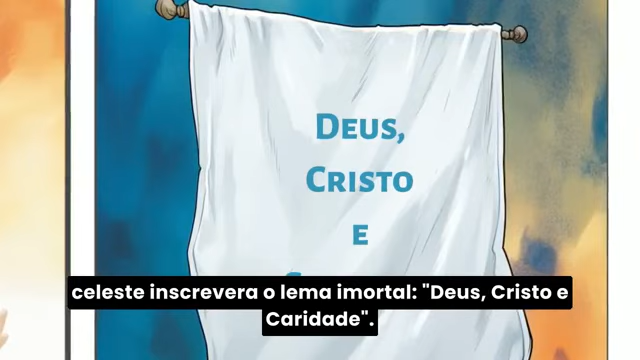 Deus,
Cristo
e
celeste inscrevera o lema imortal: "Deus, Cristo e
Caridade".